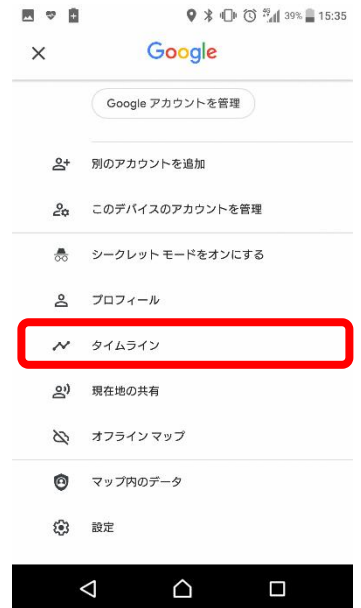 39% 15:35
Google
Google アカウントを管理
別のアカウントを追加
このデバイスのアカウントを管理
シークレット モードをオンにする
プロフィール
タイムライン
現在地の共有
オフライン マップ
マップ内のデータ
設定